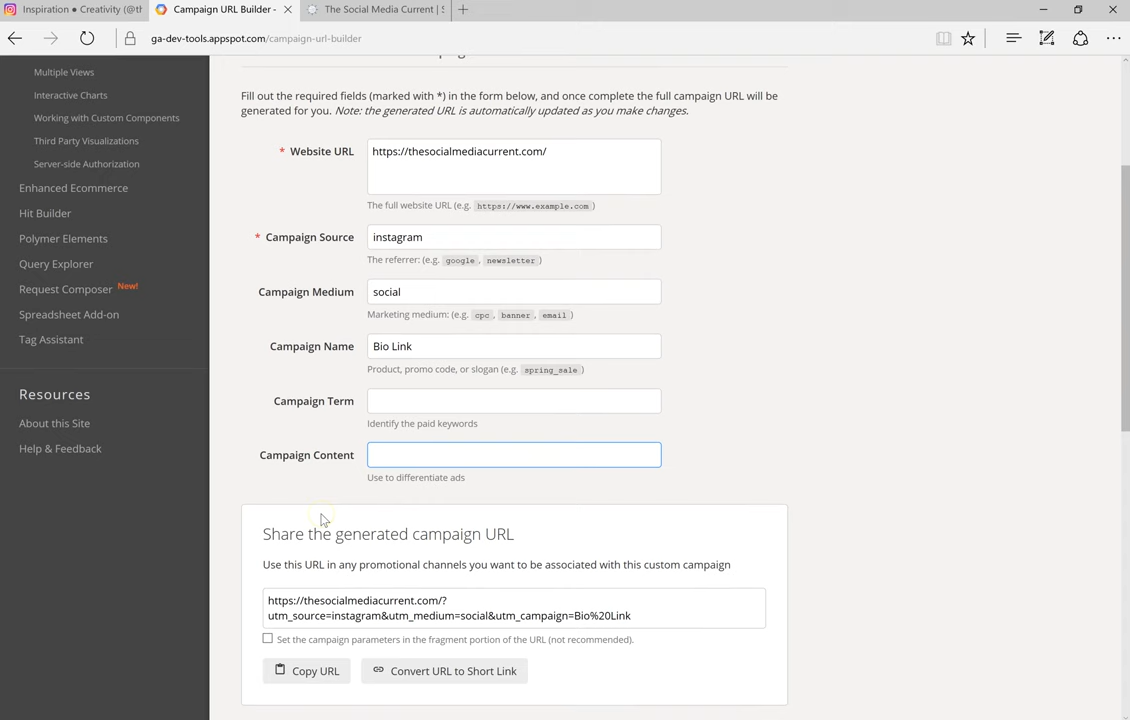 Inspiration • Creativity (@th
Campaign URL Builder -
The Social Media Current | S
ga-dev-tools.appspot.com/campaign-url-builder
Multiple Views
Interactive Charts
Working with Custom Components
Third Party Visualizations
Server-side Authorization
Enhanced Ecommerce
Hit Builder
Polymer Elements
Query Explorer
Request Composer New!
Spreadsheet Add-on
Tag Assistant
Resources
About this Site
Help & Feedback
Fill out the required fields (marked with *) in the form below, and once complete the full campaign URL will be
generated for you. Note: the generated URL is automatically updated as you make changes.
* Website URL
https://thesocialmediacurrent.com/
The full website URL (e.g. https://www.example.com )
* Campaign Source
instagram
The referrer: (e.g. google , newsletter )
Campaign Medium
social
Marketing medium: (e.g. cpc, banner, email )
Campaign Name
Bio Link
Product, promo code, or slogan (e.g. spring_sale )
Campaign Term
Identify the paid keywords
Campaign Content
Use to differentiate ads
Share the generated campaign URL
Use this URL in any promotional channels you want to be associated with this custom campaign
https://thesocialmediacurrent.com/?
utm_source=instagram&utm_medium=social&utm_campaign=Bio%20Link
Set the campaign parameters in the fragment portion of the URL (not recommended).
Copy URL
Convert URL to Short Link